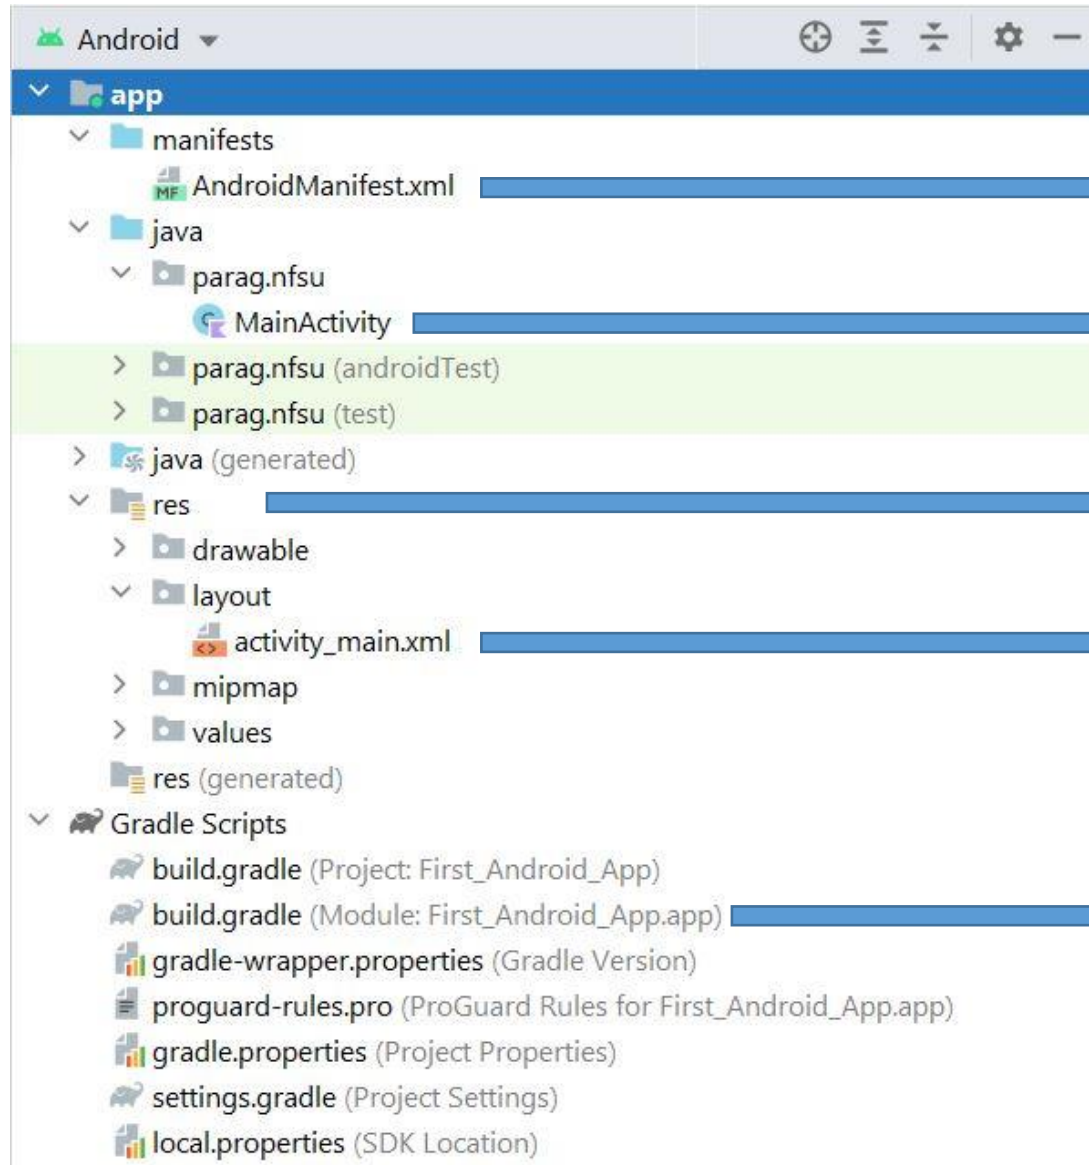 Android
app
manifests
MF AndroidManifest.xml
java
parag.nfsu
MainActivity
parag.nfsu (androidTest)
parag.nfsu (test)
java (generated)
res
drawable
layout
activity_main.xml
mipmap
values
res (generated)
Gradle Scripts
build.gradle (Project: First_Android_App)
build.gradle (Module: First_Android_App.app)
gradle-wrapper.properties (Gradle Version)
proguard-rules.pro (ProGuard Rules for First_Android_App.app)
gradle.properties (Project Properties)
settings.gradle (Project Settings)
local.properties (SDK Location)